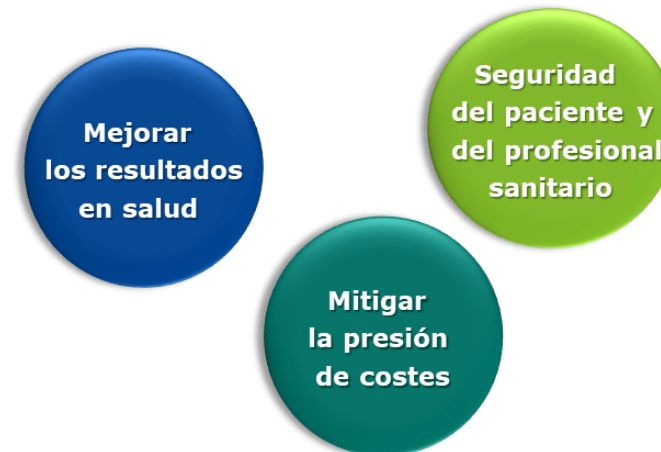 Mejorar
los resultados
en salud
Seguridad
del paciente y
del profesional
sanitario
Mitigar
la presión
de costes